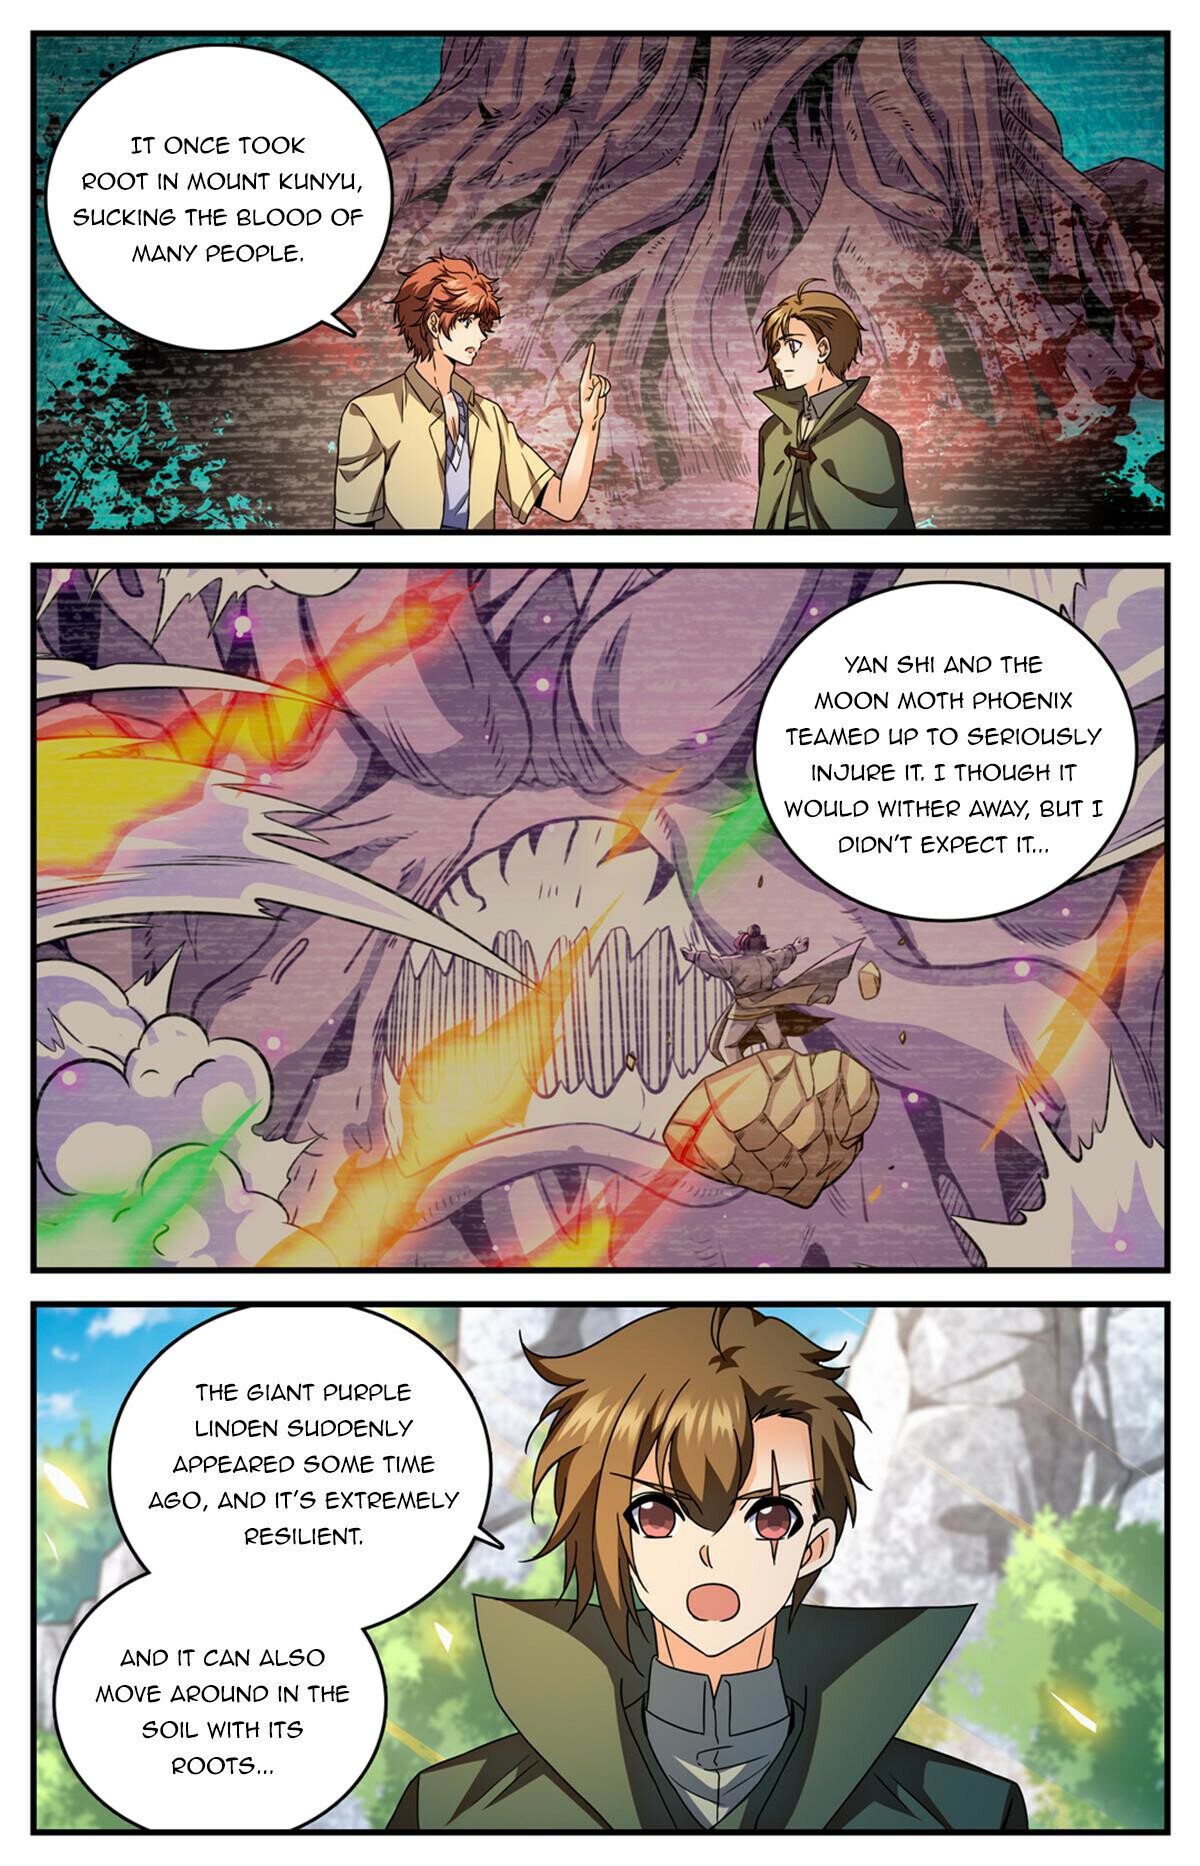 IT ONCE TOOK
ROOT IN MOUNT KUNYU,
SUCKING THE BLOOD OF
MANY PEOPLE.
YAN SHI AND THE
MOON MOTH PHOENIX
TEAMED UP TO SERIOUSLY
INJURE IT. I THOUGH IT
WOULD WITHER AWAY, BUT I
DIDN'T EXPECT IT...
THE GIANT PURPLE
LINDEN SUDDENLY
APPEARED SOME TIME
AGO, AND IT'S EXTREMELY
RESILIENT.
AND IT CAN ALSO
MOVE AROUND IN THE
SOIL WITH ITS
ROOTS...